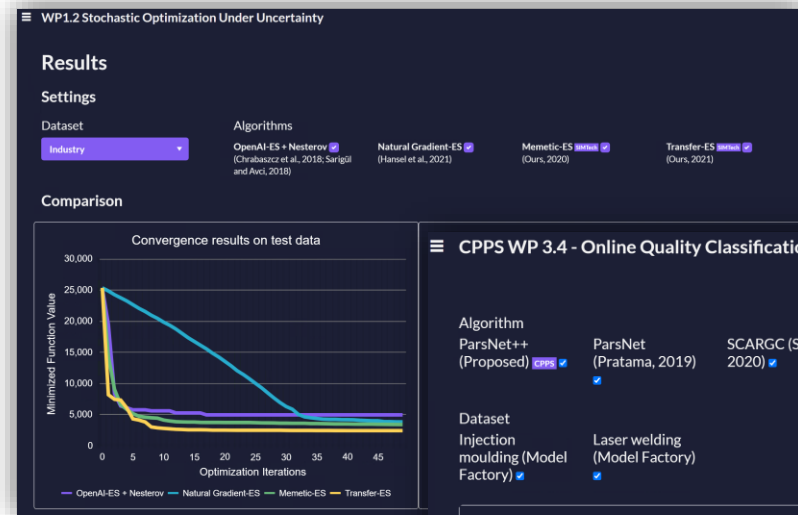 WP1.2 Stochastic Optimization Under Uncertainty
Results
Settings
Dataset
Industry
Algorithms
OpenAI-ES + Nesterov
(Chrabaszcz et al., 2018; Sarigül
and Avci, 2018)
Natural Gradient-ES
(Hansel et al., 2021)
Memetic-ES SIMTech
(Ours, 2020)
Transfer-ES SIMTech
(Ours, 2021)
Comparison
Convergence results on test data
Minimized Function Value
30,000
25,000
20,000
15,000
10,000
5,000
0
0 5 10 15 20 25 30 35 40 45
Optimization Iterations
OpenAI-ES + Nesterov Natural Gradient-ES Memetic-ES Transfer-ES
CPPS WP 3.4 - Online Quality Classificatio
Algorithm
ParsNet++
(Proposed) CPPS
ParsNet
(Pratama, 2019)
SCARGC (S
2020)
Dataset
Injection
moulding (Model
Factory)
Laser welding
(Model Factory)